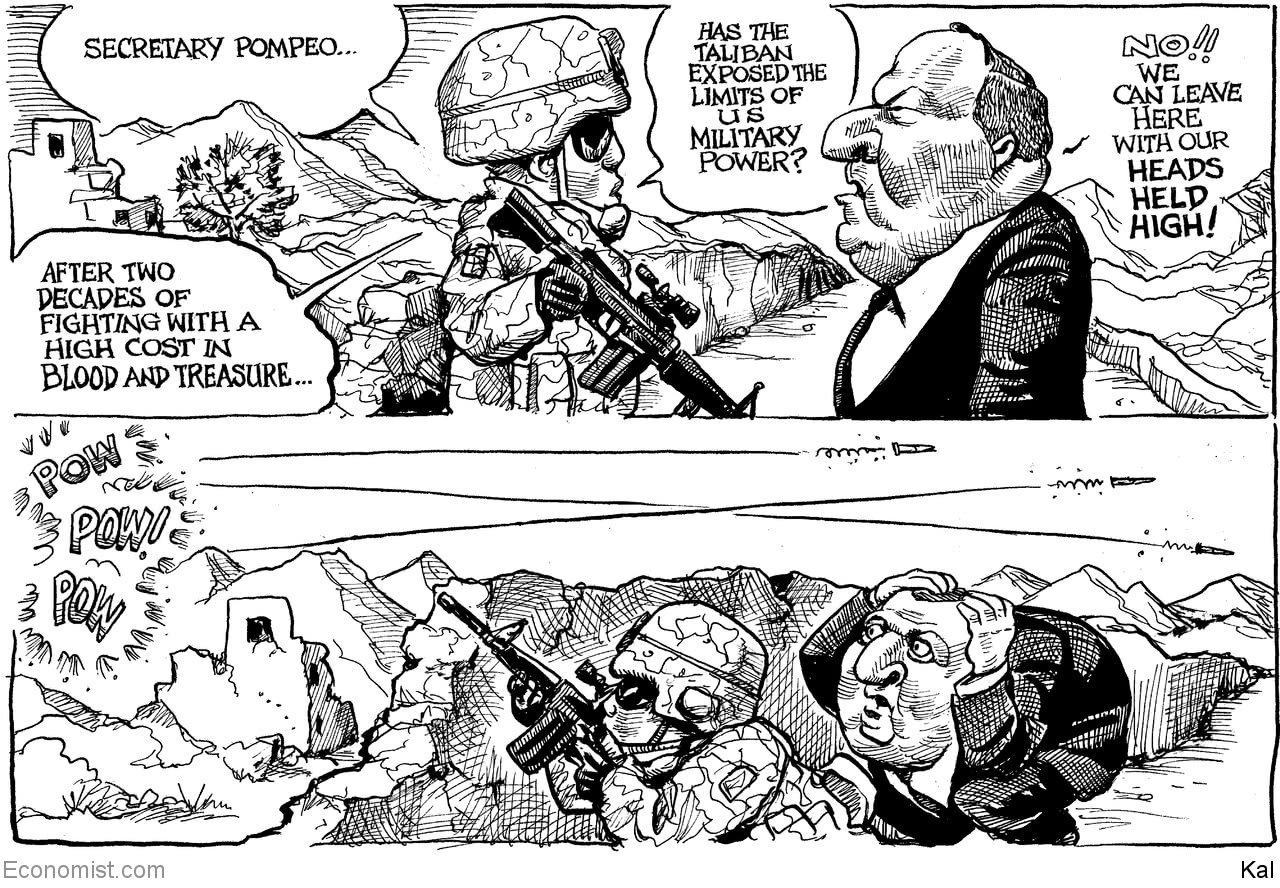 SECRETARY POMPEO...
AFTER TWO
DECADES OF
FIGHTING WITH A
HIGH COST IN
BLOOD AND TREASURE...
HAS THE
TALIBAN
EXPOSED THE
LIMITS OF
US
MILITARY
POWER?
NO!!
WE
CAN LEAVE
HERE
WITH OUR
HEADS
HELD
HIGH!
POW
POW!
POW
Economist.com
Kal